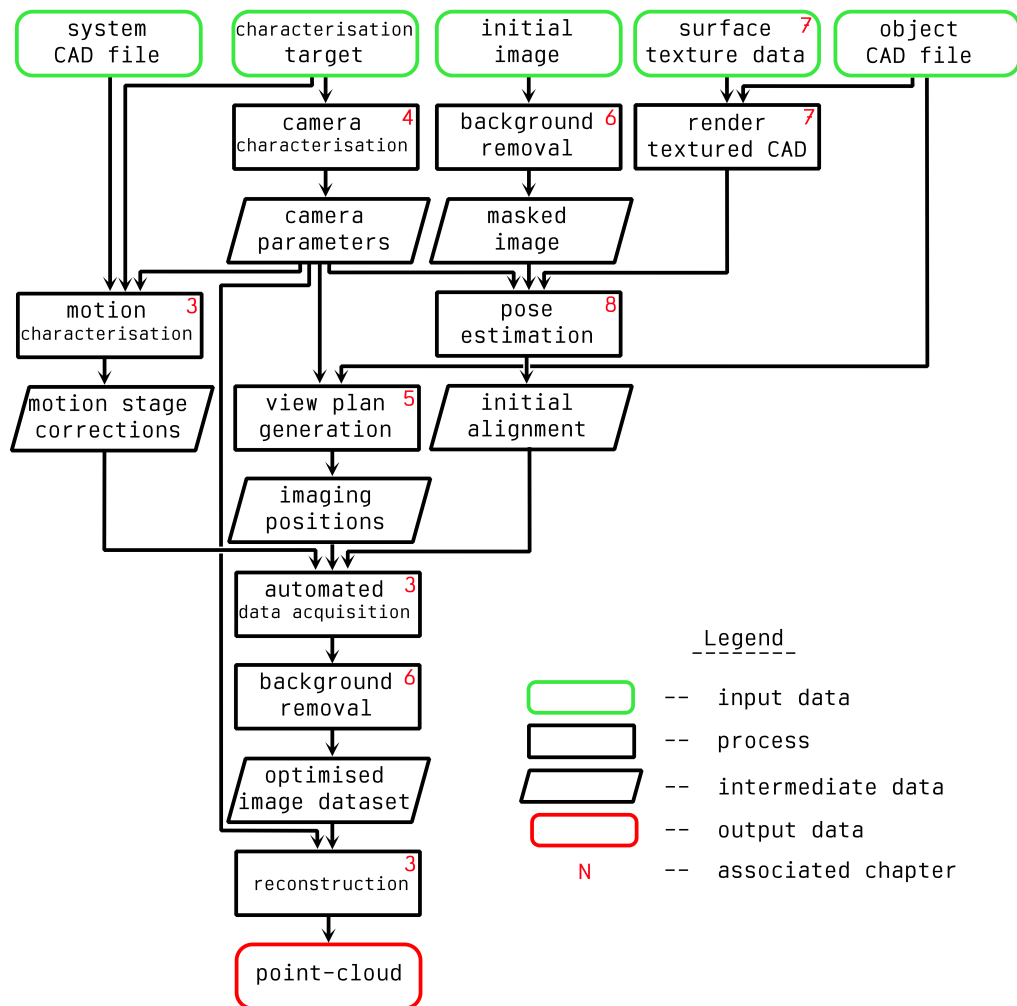 system
CAD file
characterisation
target
initial
image
surface
texture data
7
object
CAD file
camera
characterisation
4
background
removal
6
render
textured CAD
7
camera
parameters
masked
image
motion
characterisation
3
pose
estimation
8
motion stage
corrections
view plan
generation
5
initial
alignment
imaging
positions
automated
data acquisition
3
background
removal
6
optimised
image dataset
reconstruction
3
point-cloud
Legend
--------
-- input data
-- process
-- intermediate data
-- output data
N -- associated chapter